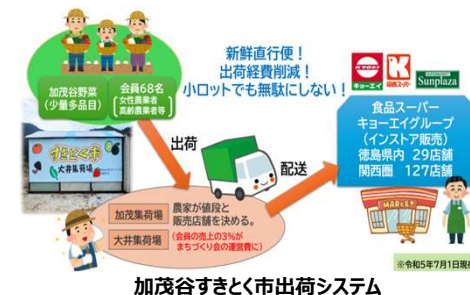 新鮮直行便!
出荷経費削減!
小ロットでも無駄にしない!
加茂谷野菜
(少量多品目)
会員68名
女性農業者
高齢農業者等
すきとく市
大井集荷場
出荷
配送
KYOEI
キョーエイ
関西スーパー
SUPERMARKET
Sunplaza
食品スーパー
キョーエイグループ
(インストア販売)
徳島県内 29店舗
関西圏 127店舗
加茂集荷場
大井集荷場
農家が値段と
販売店舗を決める。
(会員の売上の3%が
まちづくり会の運営費に)
MARKET
※令和5年7月1日現在
加茂谷すきとく市出荷システム